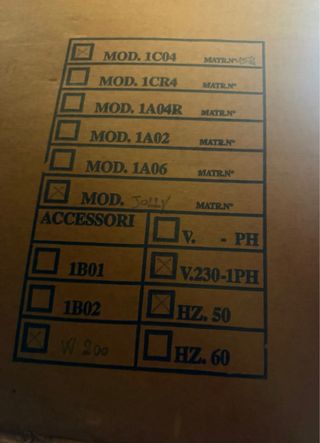 MOD. 1C04 MATR.N°
MOD. 1CR4 MATR.N°
MOD. 1A04R MATR.N°
MOD. 1A02 MATR.N°
MOD. 1A06 MATR.N°
MOD. JOLLY MATR.N°
ACCESSORI V. - PH
1B01 V.230-1PH
1B02 HZ. 50
W 200 HZ. 60